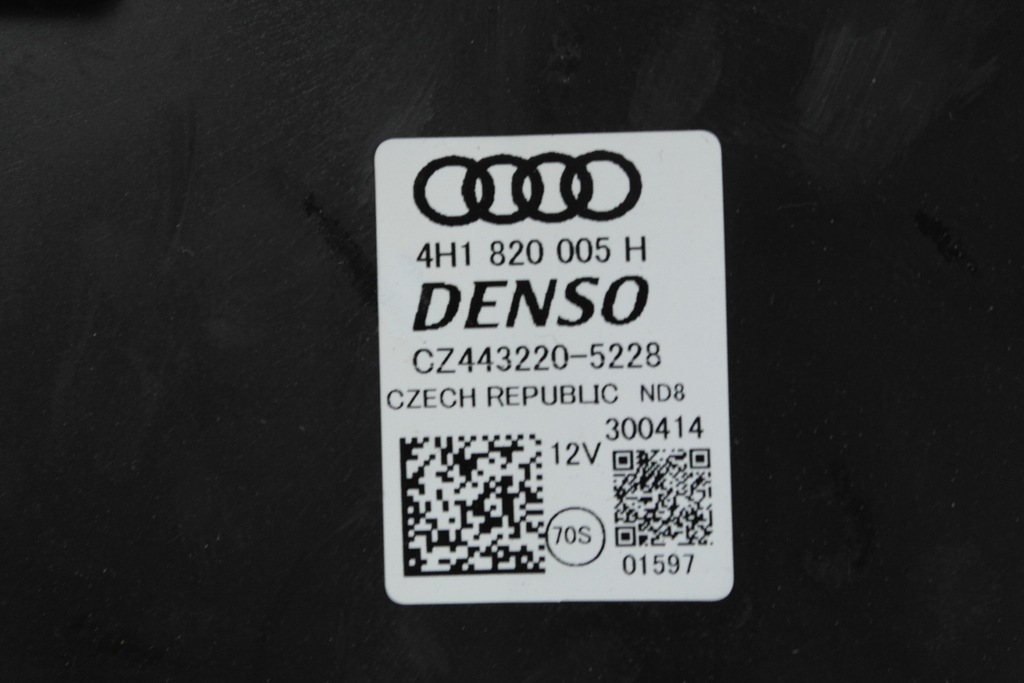 4H1 820 005 H
DENSO
CZ443220-5228
CZECH REPUBLIC ND8
300414
12V
70S
01597